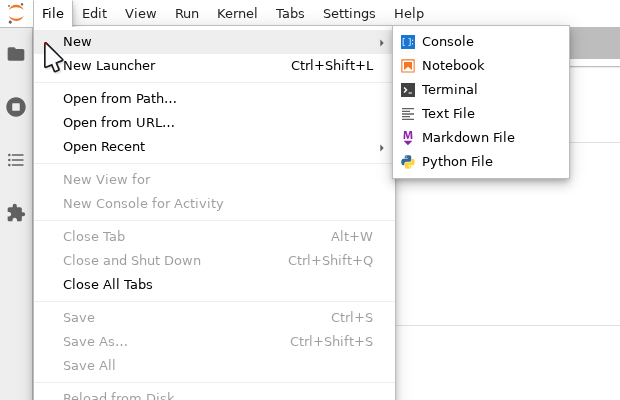 File Edit View Run Kernel Tabs Settings Help
New
New Launcher Ctrl+Shift+L
Open from Path...
Open from URL...
Open Recent
New View for
New Console for Activity
Close Tab Alt+W
Close and Shut Down Ctrl+Shift+Q
Close All Tabs
Save Ctrl+S
Save As... Ctrl+Shift+S
Save All
Reload from Disk
Console
Notebook
Terminal
Text File
M Markdown File
Python File